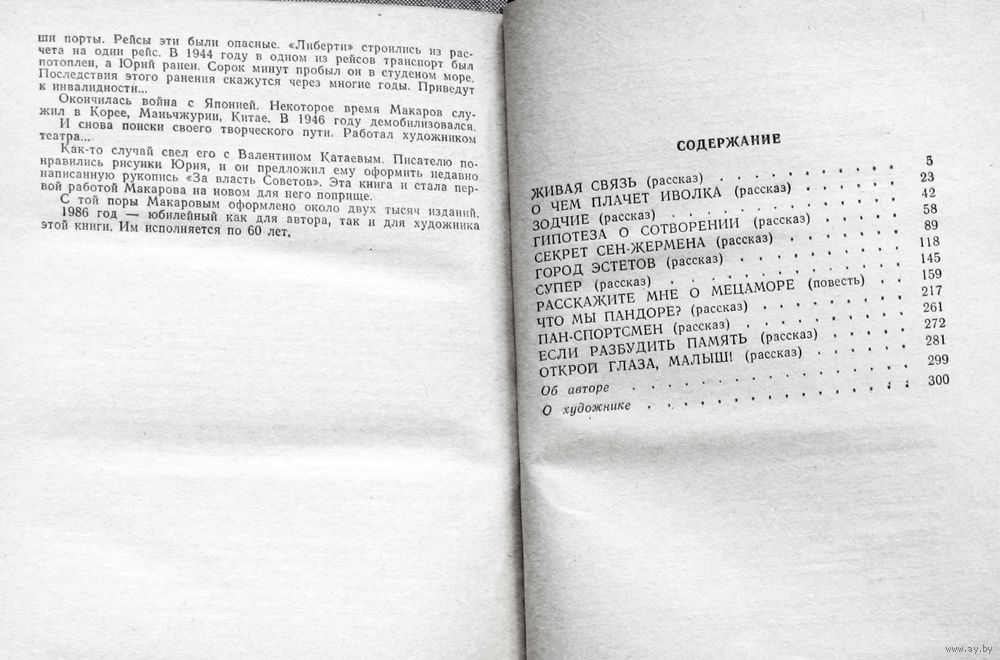 ши порты. Рейсы эти были опасные. «Либерти» строились из рас-
чета на один рейс. В 1944 году в одном из рейсов транспорт был
потоплен, а Юрий ранен. Сорок минут пробыл он в студеном море.
Последствия этого ранения скажутся через многие годы. Приведут
к инвалидности...
Окончилась война с Японией. Некоторое время Макаров слу-
жил в Корее, Маньчжурии, Китае. В 1946 году демобилизовался.
И снова поиски своего творческого пути. Работал художником
театра...
Как-то случай свел его с Валентином Катаевым. Писателю по-
нравились рисунки Юрия, и он предложил ему оформить недавно
написанную рукопись «За власть Советов». Эта книга и стала пер-
вой работой Макарова на новом для него поприще.
С той поры Макаровым оформлено около двух тысяч изданий.
1986 год — юбилейный как для автора, так и для художника
этой книги. Им исполняется по 60 лет.
СОДЕРЖАНИЕ
ЖИВАЯ СВЯЗЬ (рассказ) . . . . . . . . . 5
О ЧЕМ ПЛАЧЕТ ИВОЛКА (рассказ) . . . . . . 23
ЗОДЧИЕ (рассказ) . . . . . . . . . . 42
ГИПОТЕЗА О СОТВОРЕНИИ (рассказ) . . . . . 58
СЕКРЕТ СЕН-ЖЕРМЕНА (рассказ) . . . . . . 89
ГОРОД ЭСТЕТОВ (рассказ) . . . . . . . . 118
СУПЕР (рассказ) . . . . . . . . . . 145
РАССКАЖИТЕ МНЕ О МЕЦАМОРЕ (повесть) . . 159
ЧТО МЫ ПАНДОРЕ? (рассказ) . . . . . . . 217
ПАН-СПОРТСМЕН (рассказ) . . . . . . . . 261
ЕСЛИ РАЗБУДИТЬ ПАМЯТЬ (рассказ) . . . . 272
ОТКРОЙ ГЛАЗА, МАЛЫШ! (рассказ) . . . . . 281
Об авторе . . . . . . . . . . . . 299
О художнике . . . . . . . . . . . 300
www.ay.by